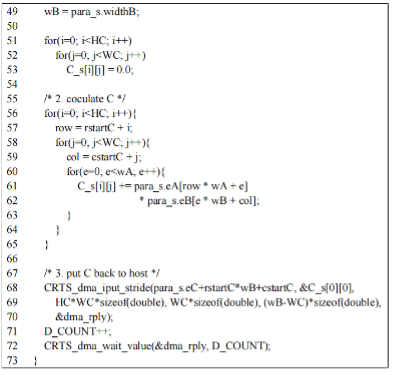 49 wB = para_s.widthB;
50
51 for(i=0; i<HC; i++)
52 for(j=0; j<WC; j++)
53 C_s[i][j] = 0.0;
54
55 /* 2. coculate C */
56 for(i=0; i<HC; i++){
57 row = rstartC + i;
58 for(j=0, j<WC; j++){
59 col = cstartC + j;
60 for(e=0; e<wA, e++){
61 C_s[i][j] += para_s.eA[row * wA + e]
62 * para_s.eB[e * wB + col];
63 }
64 }
65 }
66
67 /* 3. put C back to host */
68 CRTS_dma_iput_stride(para_s.eC+rstartC*wB+cstartC, &C_s[0][0],
69 HC*WC*sizeof(double), WC*sizeof(double), (wB-WC)*sizeof(double),
70 &dma_rply);
71 D_COUNT++;
72 CRTS_dma_wait_value(&dma_rply, D_COUNT);
73 }